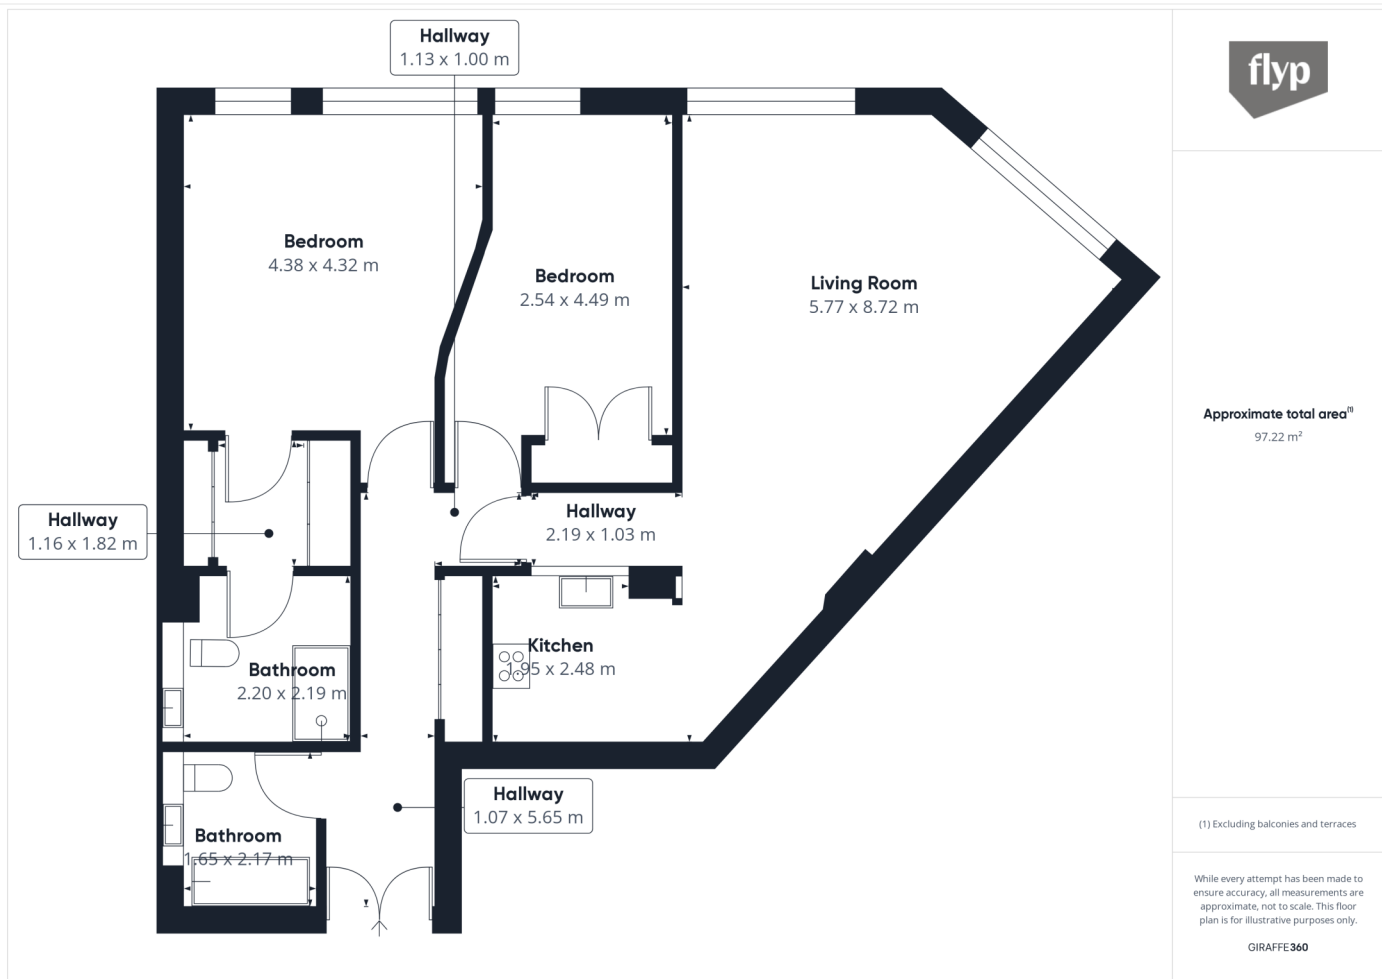 Hallway
1.13 x 1.00 m
flyp
Bedroom
4.38 x 4.32 m
Bedroom
2.54 x 4.49 m
Living Room
5.77 x 8.72 m
Approximate total area(1)
97.22 m²
Hallway
1.16 x 1.82 m
Hallway
2.19 x 1.03 m
Kitchen
1.95 x 2.48 m
Bathroom
2.20 x 2.19 m
Hallway
1.07 x 5.65 m
Bathroom
1.65 x 2.17 m
(1) Excluding balconies and terraces
While every attempt has been made to
ensure accuracy, all measurements are
approximate, not to scale. This floor
plan is for illustrative purposes only.
GIRAFFE360